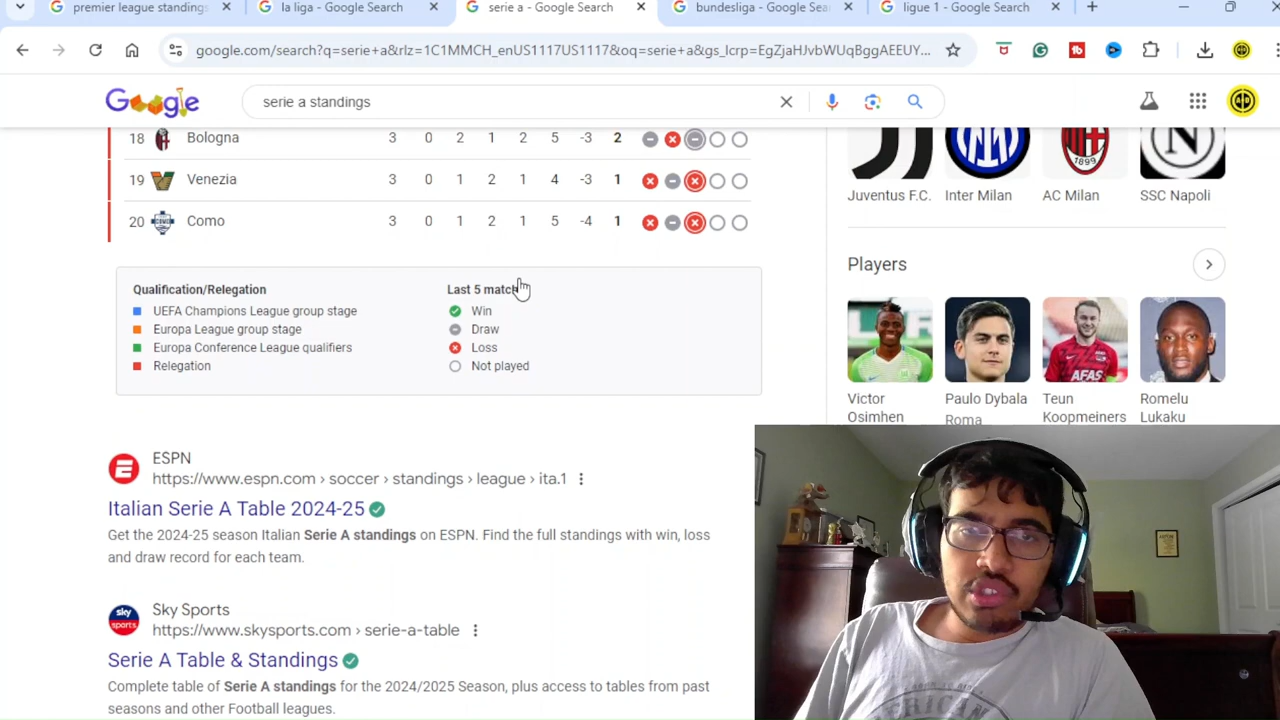 premier league standings
la liga - Google Search
serie a - Google Search
bundesliga - Google Sea
ligue 1 - Google Search
google.com/search?q=serie+a&rlz=1C1MMCH_enUS1117US1117&oq=serie+a&gs_lcrp=EgZjaHJvbWUqBggAEEUY...
Google
serie a standings
18 Bologna 3 0 2 1 2 5 -3 2
19 Venezia 3 0 1 2 1 4 -3 1
20 Como 3 0 1 2 1 5 -4 1
Qualification/Relegation
UEFA Champions League group stage
Europa League group stage
Europa Conference League qualifiers
Relegation
Last 5 match
Win
Draw
Loss
Not played
ESPN
https://www.espn.com › soccer › standings › league › ita.1
Italian Serie A Table 2024-25
Get the 2024-25 season Italian Serie A standings on ESPN. Find the full standings with win, loss
and draw record for each team.
sky
sports
Sky Sports
https://www.skysports.com › serie-a-table
Serie A Table & Standings
Complete table of Serie A standings for the 2024/2025 Season, plus access to tables from past
seasons and other Football leagues.
1899
N
Juventus F.C.
Inter Milan
AC Milan
SSC Napoli
Players
AFAS
Victor
Osimhen
Paulo Dybala
Roma
Teun
Koopmeiners
Romelu
Lukaku